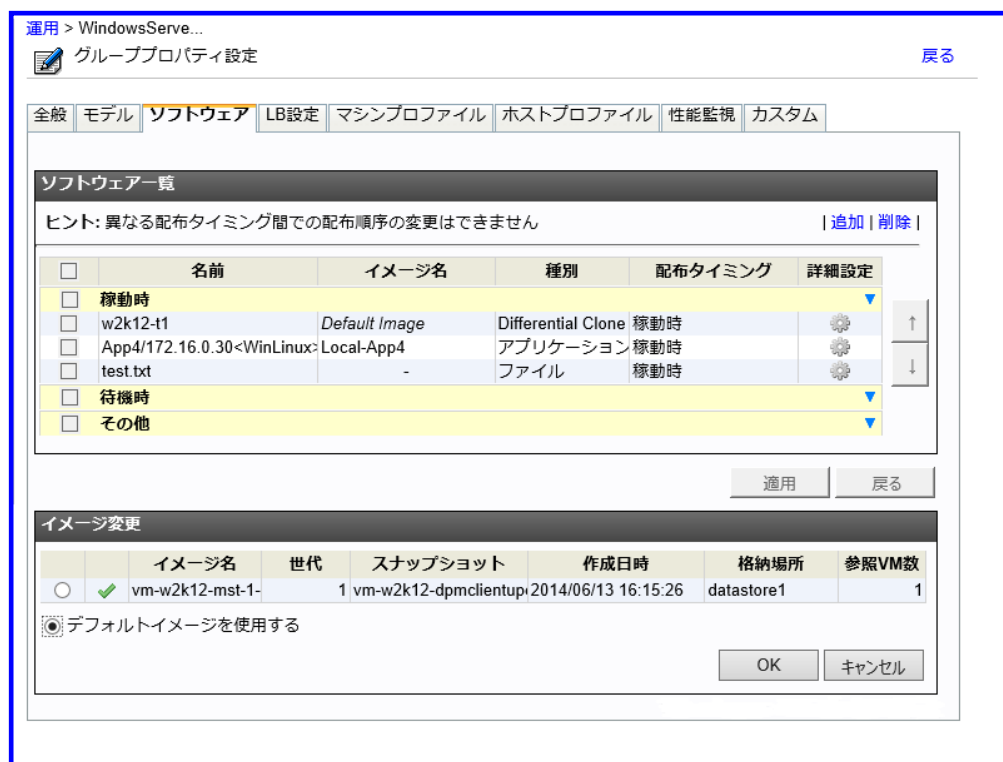 運用 > WindowsServe...
グループプロパティ設定 戻る
全般 モデル ソフトウェア LB設定 マシンプロファイル ホストプロファイル 性能監視 カスタム
ソフトウェア一覧
ヒント: 異なる配布タイミング間での配布順序の変更はできません | 追加 | 削除 |
名前 イメージ名 種別 配布タイミング 詳細設定
稼動時 ▼
w2k12-t1 Default Image Differential Clone 稼動時
↑
App4/172.16.0.30<WinLinux> Local-App4 アプリケーション 稼動時
test.txt - ファイル 稼動時
↓
待機時 ▼
その他 ▼
適用 戻る
イメージ変更
イメージ名 世代 スナップショット 作成日時 格納場所 参照VM数
vm-w2k12-mst-1- 1 vm-w2k12-dpmclientup 2014/06/13 16:15:26 datastore1 1
デフォルトイメージを使用する
OK キャンセル